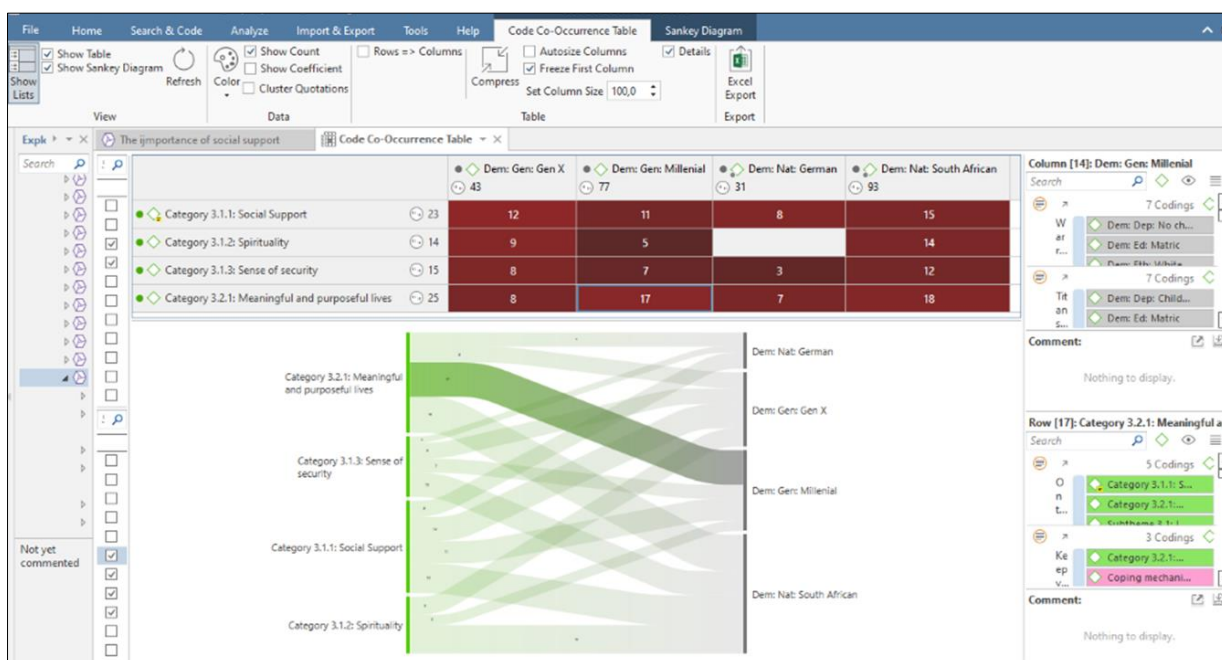 File Home Search & Code Analyze Import & Export Tools Help Code Co-Occurrence Table Sankey Diagram
Show Lists
Show Table
Show Sankey Diagram
Refresh
View
Color
Show Count
Show Coefficient
Cluster Quotations
Data
Rows => Columns
Compress
Autosize Columns
Freeze First Column
Set Column Size 100,0
Details
Table
Excel Export
Export
Search
The ijmportance of social support
Code Co-Occurrence Table
Dem: Gen: Gen X Dem: Gen: Millenial Dem: Nat: German Dem: Nat: South African
43 77 31 93
Category 3.1.1: Social Support 23 12 11 8 15
Category 3.1.2: Spirituality 14 9 5 14
Category 3.1.3: Sense of security 15 8 7 3 12
Category 3.2.1: Meaningful and purposeful lives 25 8 17 7 18
Category 3.2.1: Meaningful
and purposeful lives
Category 3.1.3: Sense of
security
Category 3.1.1: Social Support
Category 3.1.2: Spirituality
Dem: Nat: German
Dem: Gen: Gen X
Dem: Gen: Millenial
Dem: Nat: South African
Not yet
commented
Column [14]: Dem: Gen: Millenial
Search
7 Codings
W
ar
r...
Dem: Dep: No ch...
Dem: Ed: Matric
Dem: Eth: White
7 Codings
Tit
an
s...
Dem: Dep: Child...
Dem: Ed: Matric
Comment:
Nothing to display.
Row [17]: Category 3.2.1: Meaningful a
Search
5 Codings
O
n
t...
Category 3.1.1: S...
Category 3.2.1:...
3 Codings
Ke
ep
v...
Category 3.2.1:...
Coping mechani...
Comment:
Nothing to display.